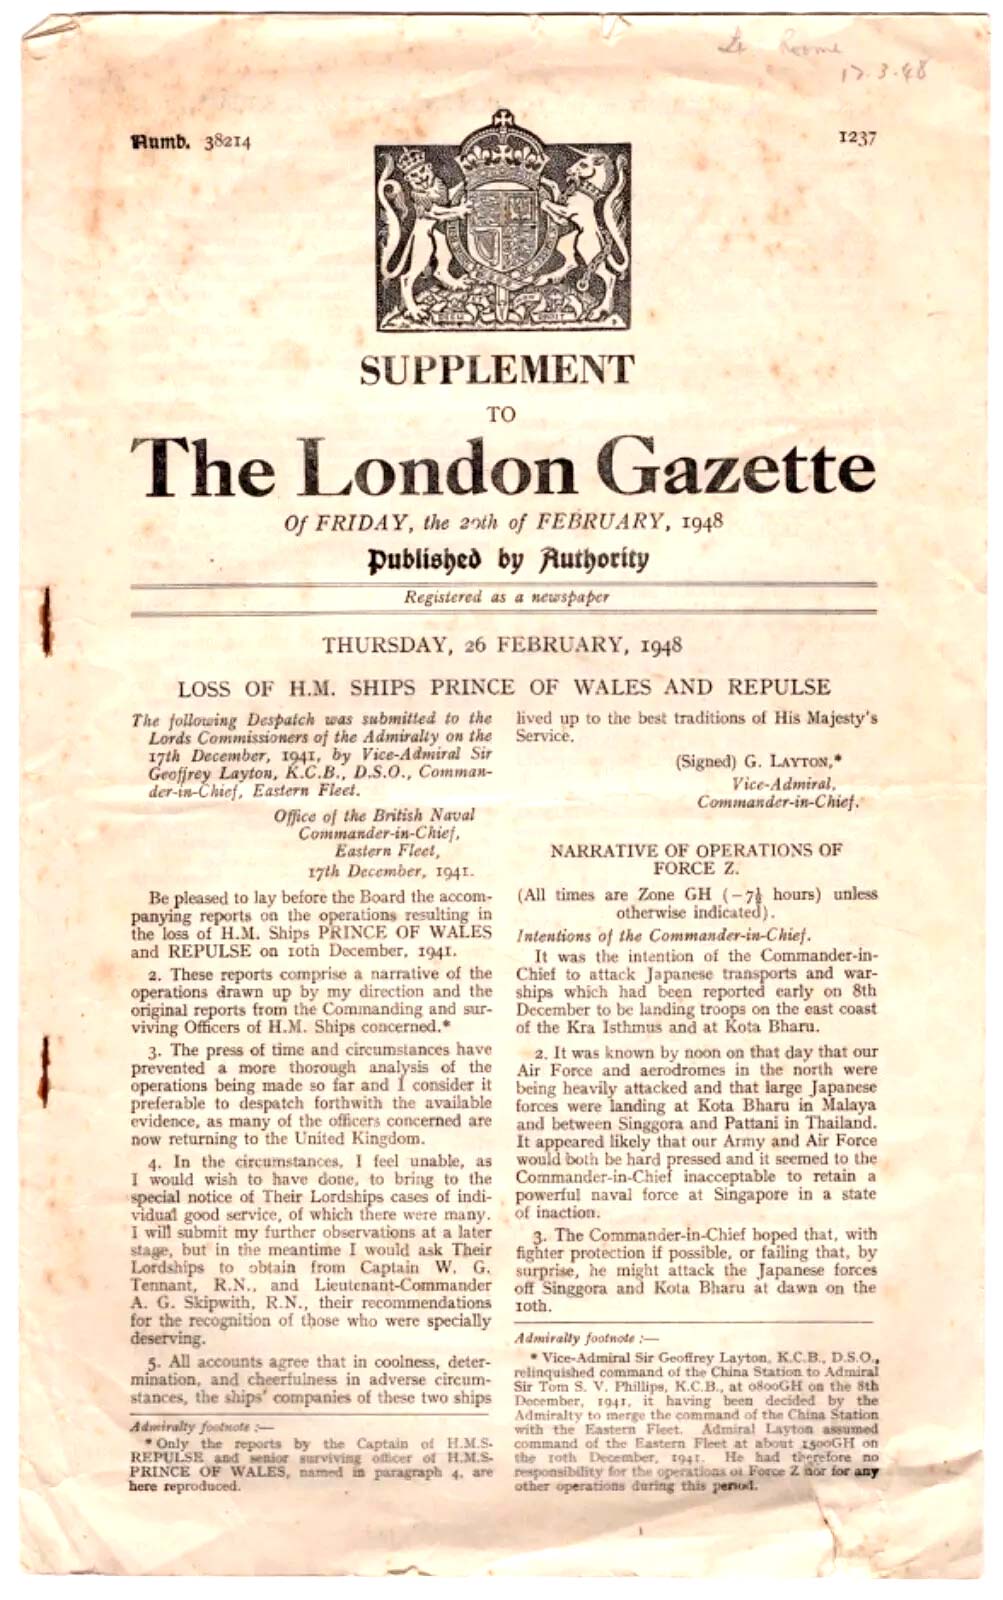 17.3.48
Numb. 38214
1237
SUPPLEMENT
TO
The London Gazette
Of FRIDAY, the 20th of FEBRUARY, 1948
Published by Authority
Registered as a newspaper
THURSDAY, 26 FEBRUARY, 1948
LOSS OF H.M. SHIPS PRINCE OF WALES AND REPULSE
The following Despatch was submitted to the
Lords Commissioners of the Admiralty on the
17th December, 1941, by Vice-Admiral Sir
Geoffrey Layton, K.C.B., D.S.O., Comman-
der-in-Chief, Eastern Fleet.
Office of the British Naval
Commander-in-Chief,
Eastern Fleet,
17th December, 1941.
Be pleased to lay before the Board the accom-
panying reports on the operations resulting in
the loss of H.M. Ships PRINCE OF WALES
and REPULSE on 10th December, 1941.
2. These reports comprise a narrative of the
operations drawn up by my direction and the
original reports from the Commanding and sur-
viving Officers of H.M. Ships concerned.*
3. The press of time and circumstances have
prevented a more thorough analysis of the
operations being made so far and I consider it
preferable to despatch forthwith the available
evidence, as many of the officers concerned are
now returning to the United Kingdom.
4. In the circumstances, I feel unable, as
I would wish to have done, to bring to the
special notice of Their Lordships cases of indi-
vidual good service, of which there were many.
I will submit my further observations at a later
stage, but in the meantime I would ask Their
Lordships to obtain from Captain W. G.
Tennant, R.N., and Lieutenant-Commander
A. G. Skipwith, R.N., their recommendations
for the recognition of those who were specially
deserving.
5. All accounts agree that in coolness, deter-
mination, and cheerfulness in adverse circum-
stances, the ships' companies of these two ships
Admiralty footnote :—
* Only the reports by the Captain of H.M.S.
REPULSE and senior surviving officer of H.M.S.
PRINCE OF WALES, named in paragraph 4, are
here reproduced.
lived up to the best traditions of His Majesty's
Service.
(Signed) G. LAYTON,*
Vice-Admiral,
Commander-in-Chief.
NARRATIVE OF OPERATIONS OF
FORCE Z.
(All times are Zone GH (−7½ hours) unless
otherwise indicated).
Intentions of the Commander-in-Chief.
It was the intention of the Commander-in-
Chief to attack Japanese transports and war-
ships which had been reported early on 8th
December to be landing troops on the east coast
of the Kra Isthmus and at Kota Bharu.
2. It was known by noon on that day that our
Air Force and aerodromes in the north were
being heavily attacked and that large Japanese
forces were landing at Kota Bharu in Malaya
and between Singgora and Pattani in Thailand.
It appeared likely that our Army and Air Force
would both be hard pressed and it seemed to the
Commander-in-Chief inacceptable to retain a
powerful naval force at Singapore in a state
of inaction.
3. The Commander-in-Chief hoped that, with
fighter protection if possible, or failing that, by
surprise, he might attack the Japanese forces
off Singgora and Kota Bharu at dawn on the
10th.
Admiralty footnote :—
* Vice-Admiral Sir Geoffrey Layton, K.C.B., D.S.O.,
relinquished command of the China Station to Admiral
Sir Tom S. V. Phillips, K.C.B., at 0800GH on the 8th
December, 1941, it having been decided by the
Admiralty to merge the command of the China Station
with the Eastern Fleet. Admiral Layton assumed
command of the Eastern Fleet at about 1500GH on
the 10th December, 1941. He had therefore no
responsibility for the operations of Force Z nor for any
other operations during this period.